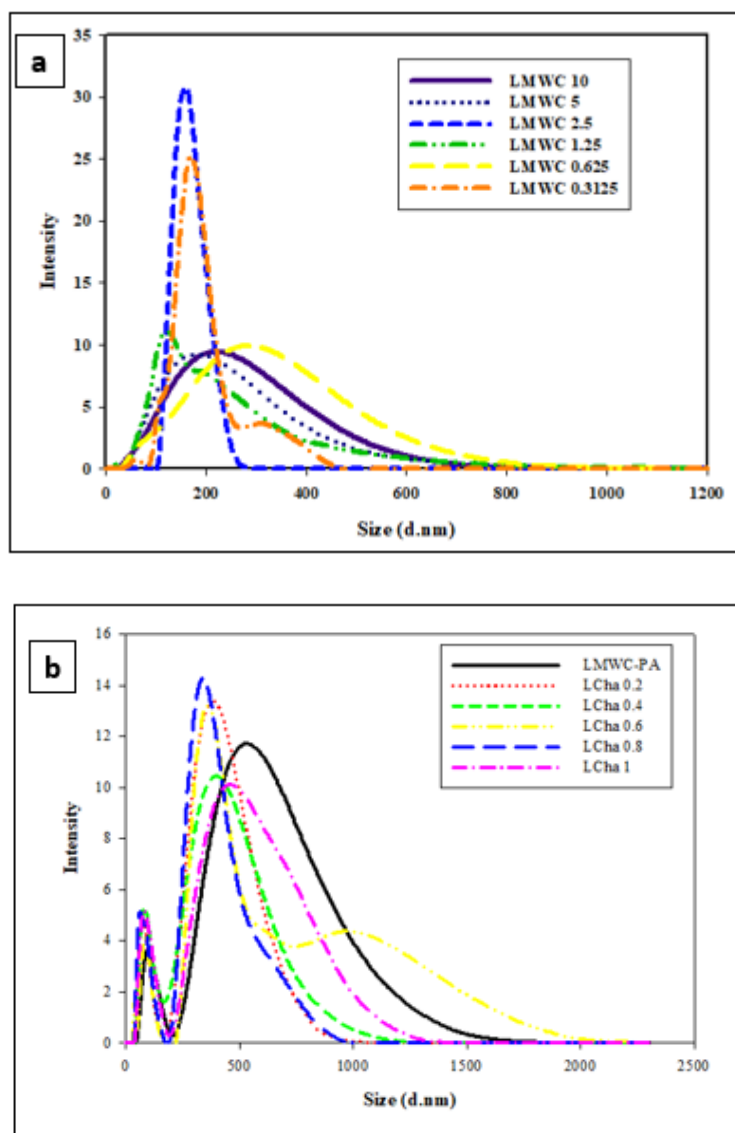 a
35
30
25
20
15
10
5
0
Intensity
LMWC 10
LMWC 5
LMWC 2.5
LMWC 1.25
LMWC 0.625
LMWC 0.3125
0 200 400 600 800 1000 1200
Size (d.nm)
b
16
14
12
10
8
6
4
2
0
Intensity
LMWC-PA
LCha 0.2
LCha 0.4
LCha 0.6
LCha 0.8
LCha 1
0 500 1000 1500 2000 2500
Size (d.nm)